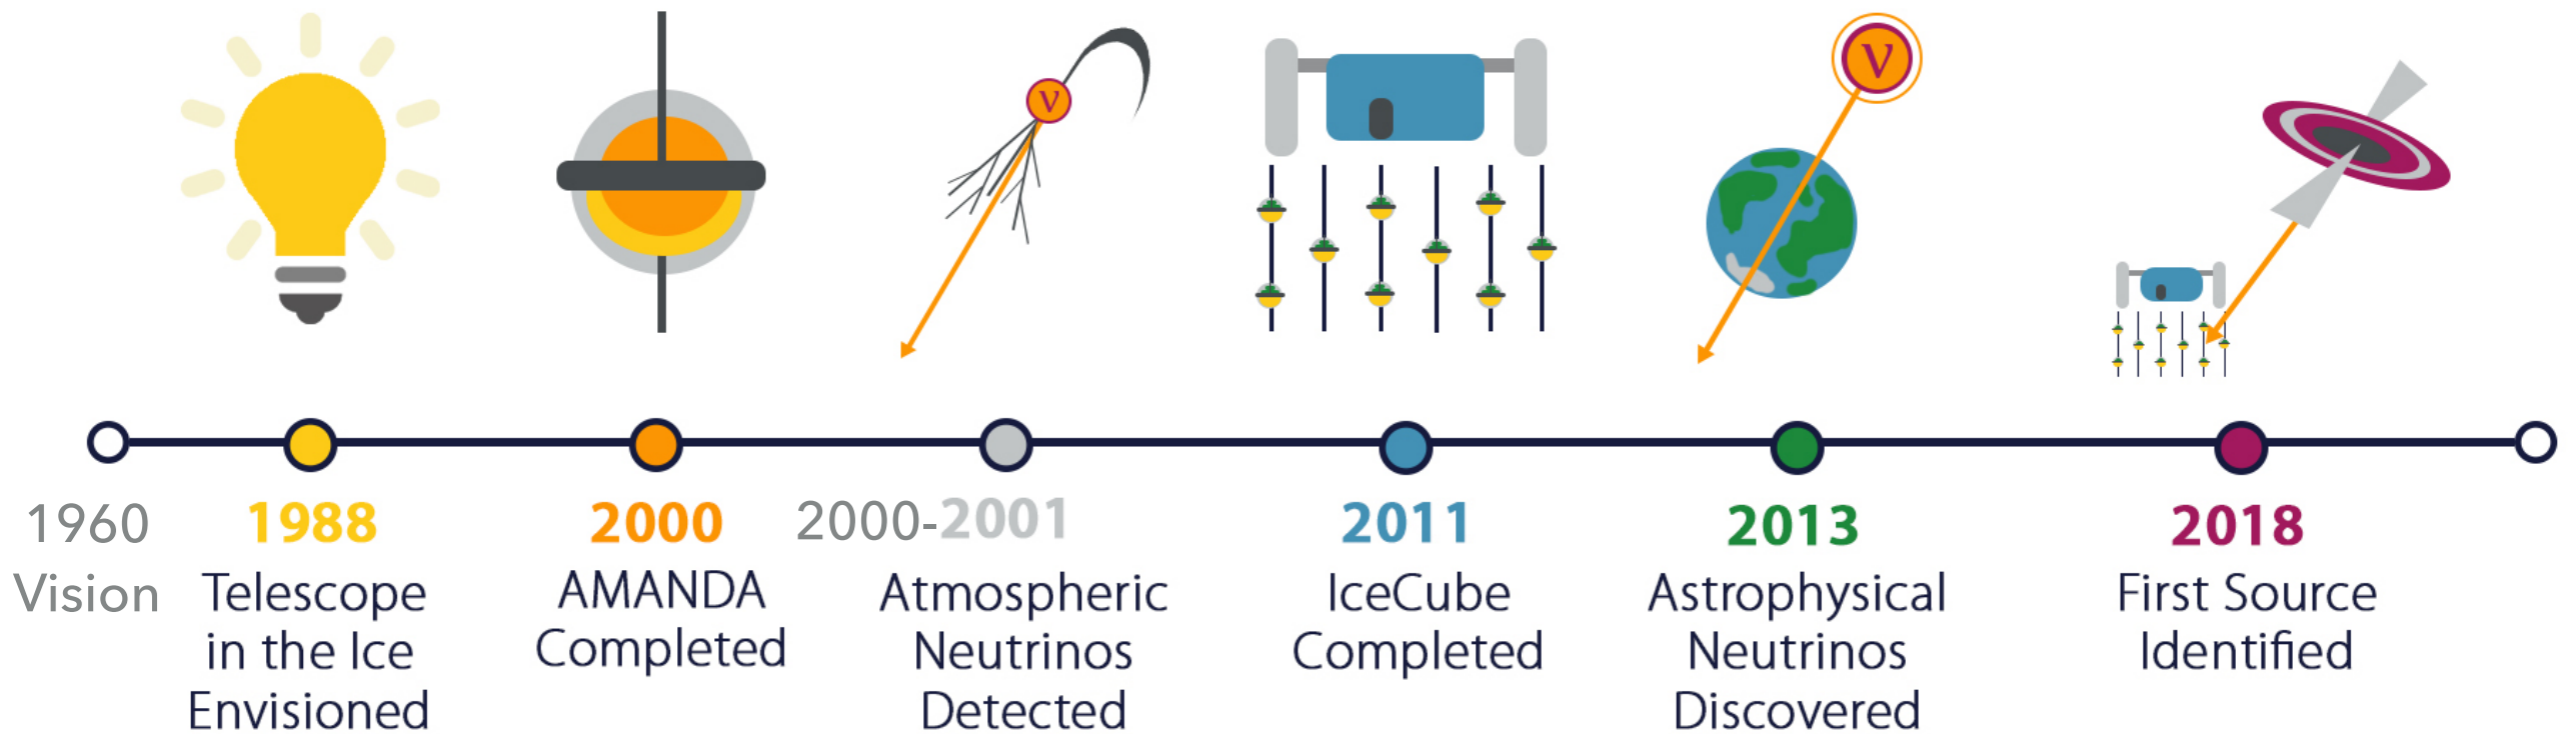 ν
ν
1960
Vision
1988
Telescope
in the Ice
Envisioned
2000
AMANDA
Completed
2000-2001
Atmospheric
Neutrinos
Detected
2011
IceCube
Completed
2013
Astrophysical
Neutrinos
Discovered
2018
First Source
Identified